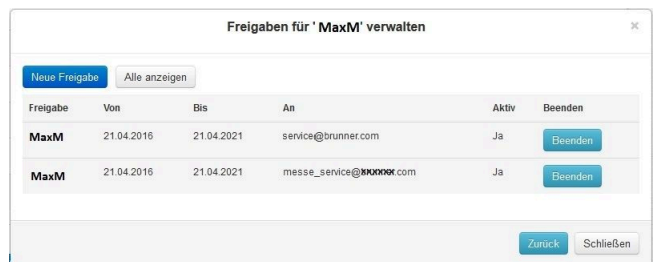 Freigaben für ' MaxM' verwalten ×
Neue Freigabe Alle anzeigen
Freigabe Von Bis An Aktiv Beenden
MaxM 21.04.2016 21.04.2021 service@brunner.com Ja Beenden
MaxM 21.04.2016 21.04.2021 messe_service@xxxxxx.com Ja Beenden
Zurück Schließen